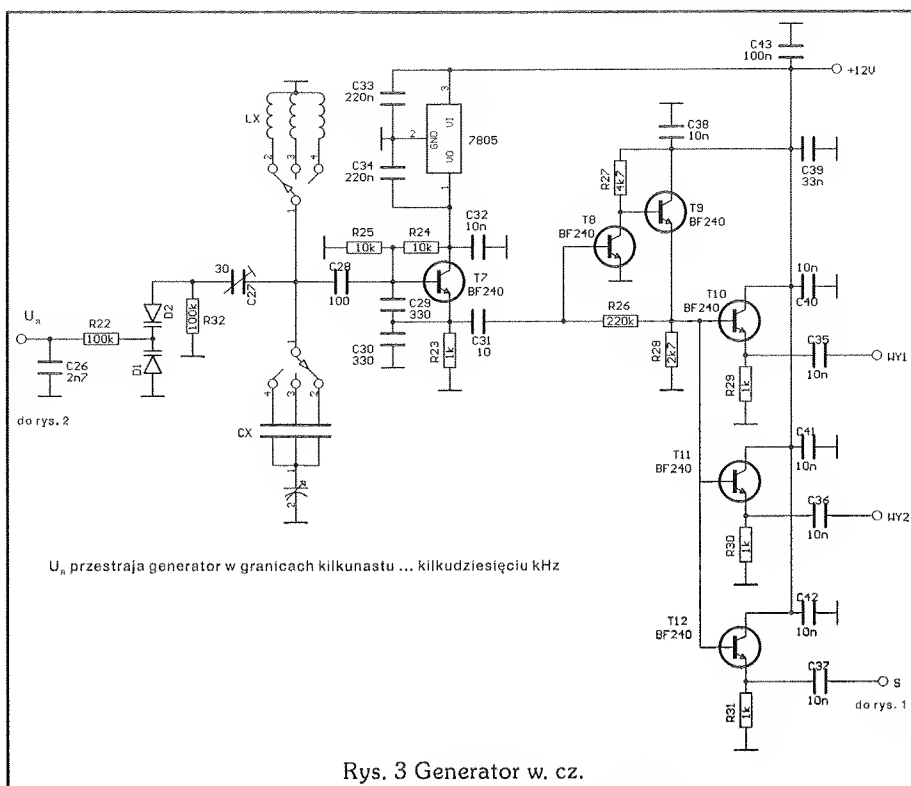 C43
100n
+12V
C33
220n
LX
2
3
4
1
GND
VI
VO
2
3
1
7805
C34
220n
C38
10n
R27
4k7
C39
33n
T9
BF240
T8
BF240
R25
10k
R24
10k
C32
10n
30
C27
C28
100
T7
BF240
D2
R32
100k
C29
330
C31
10
R26
220k
T10
BF240
10n
C40
R22
100k
D1
C26
2n7
C30
330
R23
1k
R28
2k7
C35
10n
WY1
R29
1k
do rys. 2
4
3
2
CX
1
2
T11
BF240
C41
10n
C36
10n
WY2
R30
1k
UR przestraja generator w granicach kilkunastu ... kilkudziesięciu kHz
T12
BF240
C42
10n
C37
10n
S
do rys. 1
R31
1k
Rys. 3 Generator w. cz.